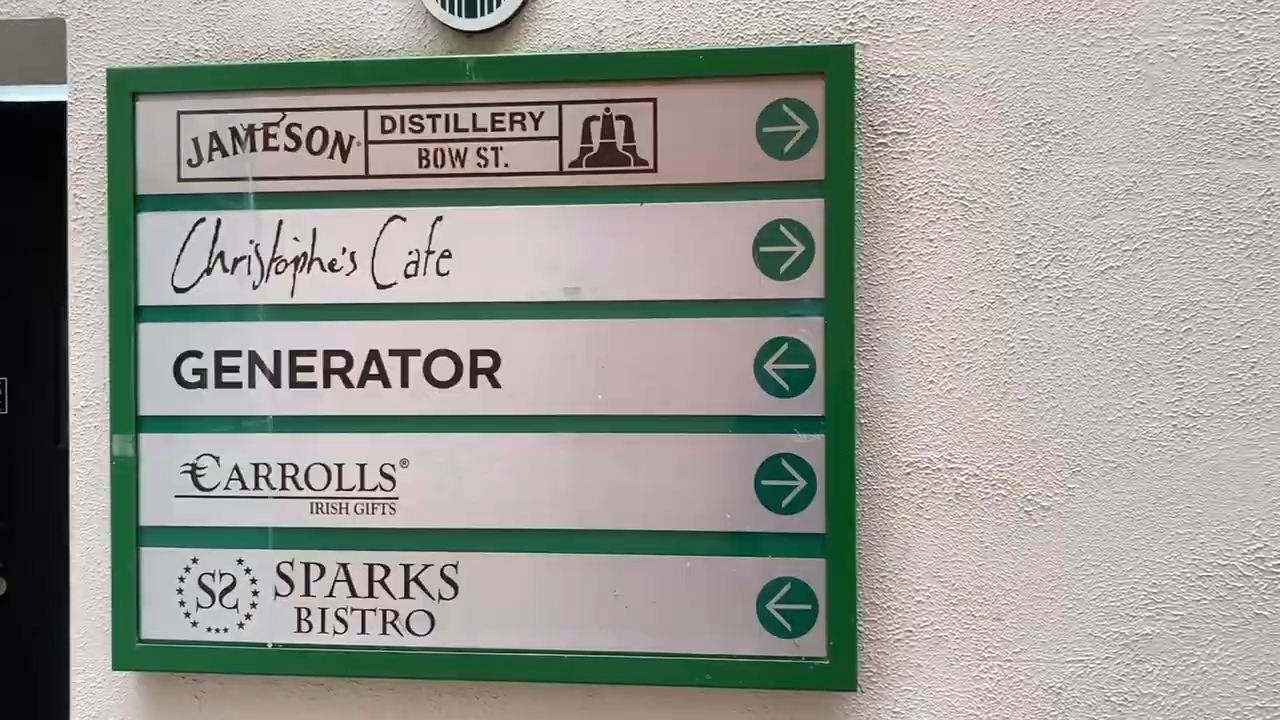 JAMESON
DISTILLERY
BOW ST.
Christophe's Cafe
GENERATOR
CARROLLS®
IRISH GIFTS
SS SPARKS
BISTRO